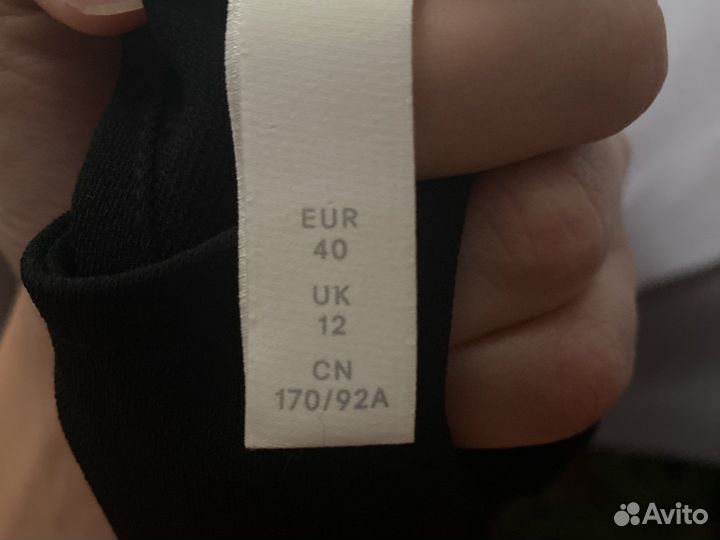 EUR
40
UK
12
CN
170/92A
Avito